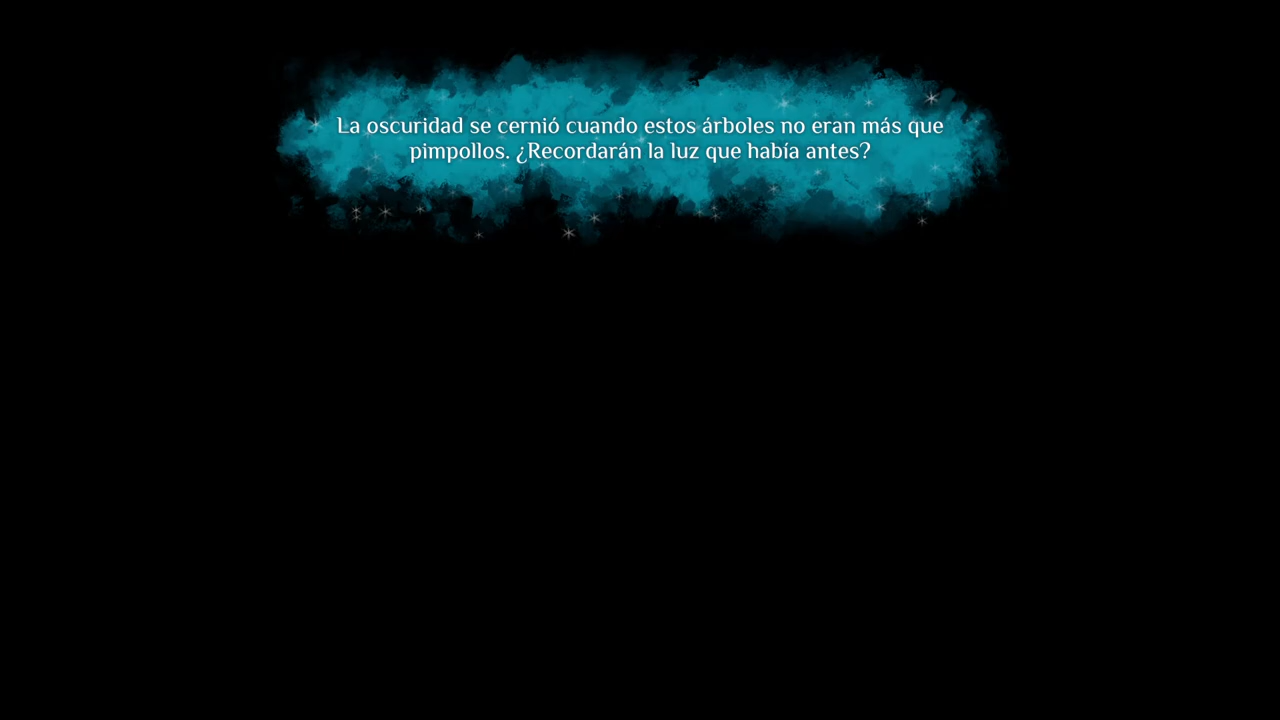 La oscuridad se cernió cuando estos árboles no eran más que
pimpollos. ¿Recordarán la luz que había antes?